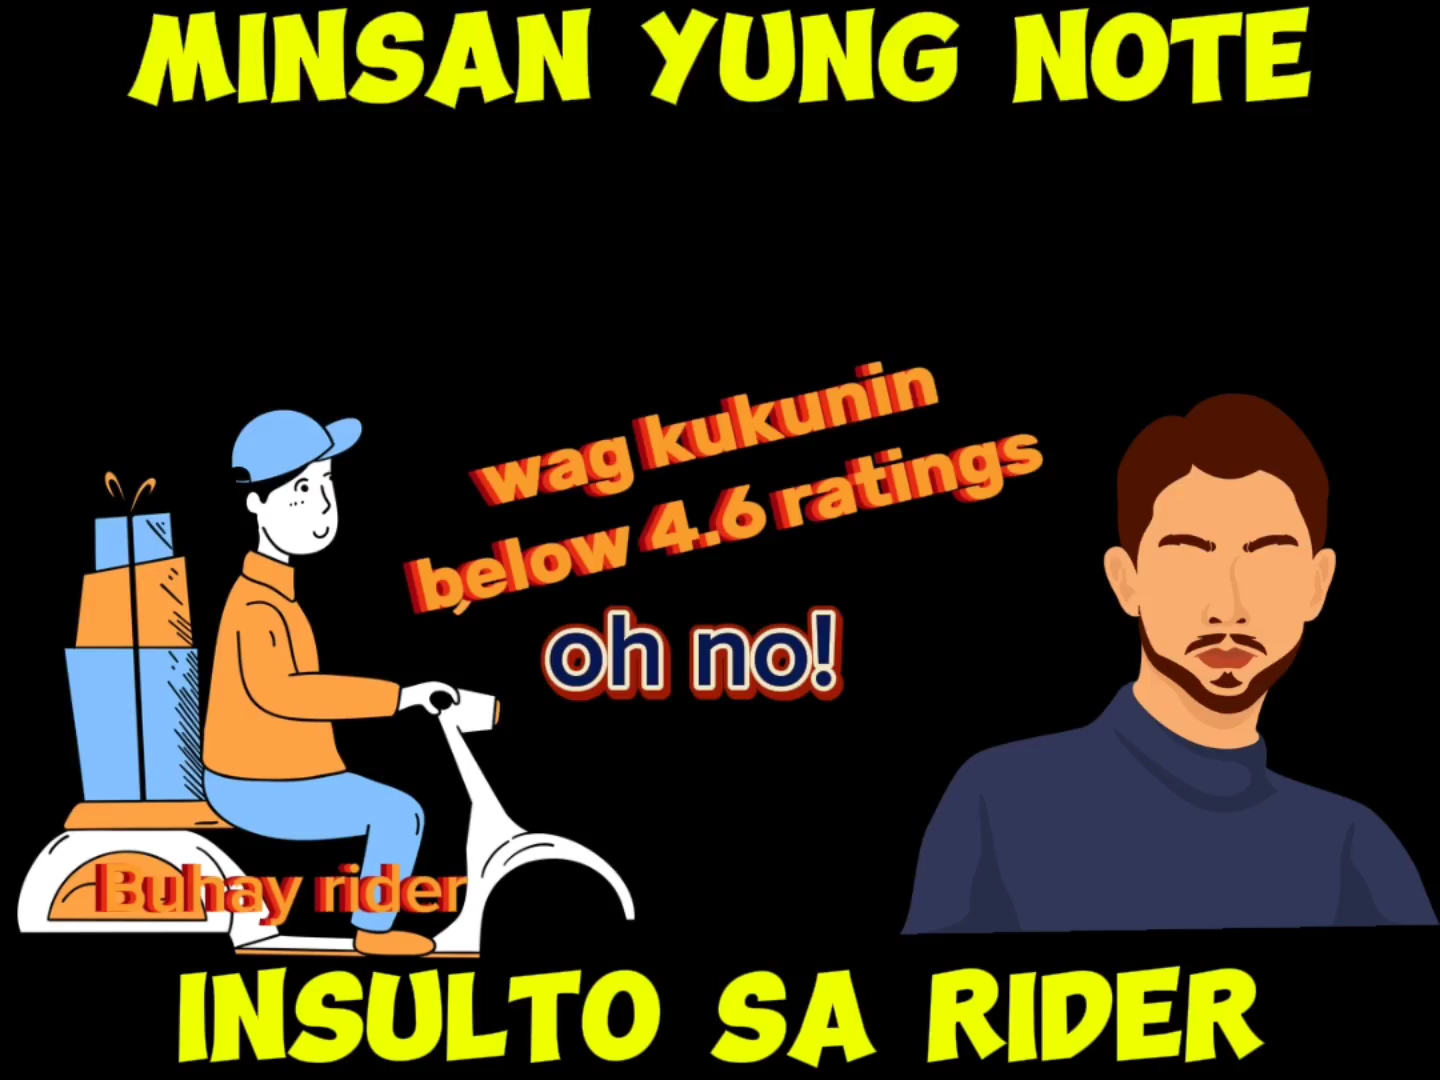 MINSAN YUNG NOTE
wag kukunin
below 4.6 ratings
oh no!
Buhay rider
INSULTO SA RIDER